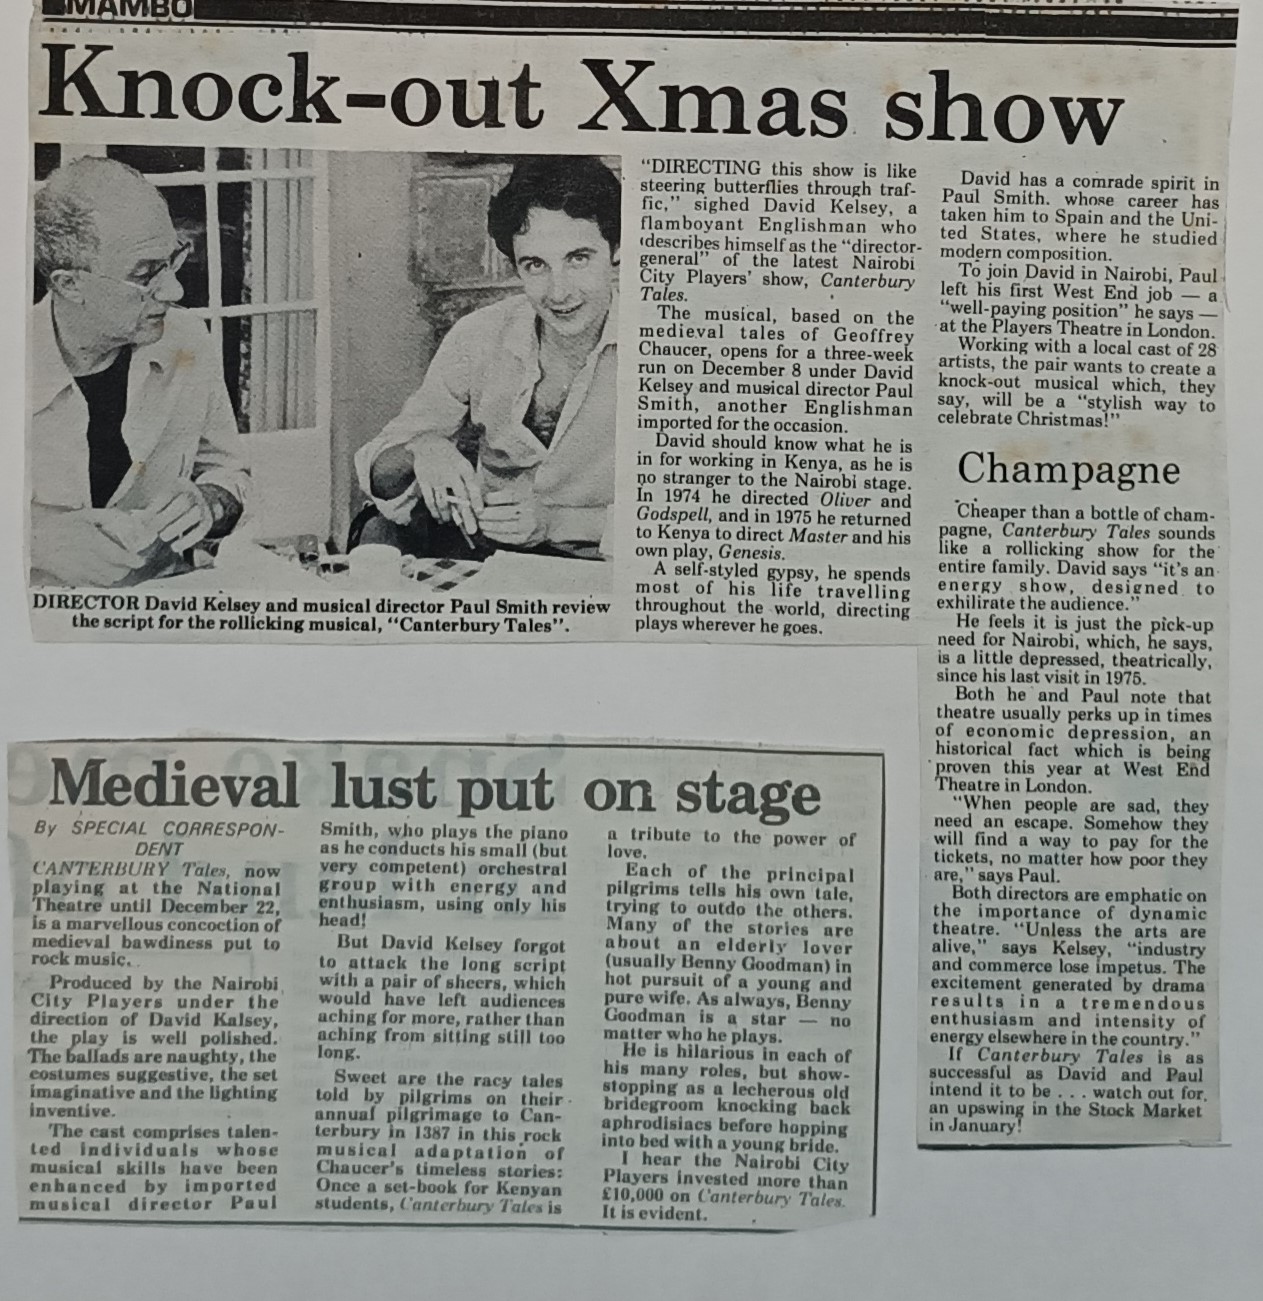 MAMBO
Knock-out Xmas show
DIRECTOR David Kelsey and musical director Paul Smith review
the script for the rollicking musical, "Canterbury Tales".
"DIRECTING this show is like
steering butterflies through traf-
fic," sighed David Kelsey, a
flamboyant Englishman who
describes himself as the "director-
general" of the latest Nairobi
City Players' show, Canterbury
Tales.
The musical, based on the
medieval tales of Geoffrey
Chaucer, opens for a three-week
run on December 8 under David
Kelsey and musical director Paul
Smith, another Englishman
imported for the occasion.
David should know what he is
in for working in Kenya, as he is
no stranger to the Nairobi stage.
In 1974 he directed Oliver and
Godspell, and in 1975 he returned
to Kenya to direct Master and his
own play, Genesis.
A self-styled gypsy, he spends
most of his life travelling
throughout the world, directing
plays wherever he goes.
David has a comrade spirit in
Paul Smith. whose career has
taken him to Spain and the Uni-
ted States, where he studied
modern composition.
To join David in Nairobi, Paul
left his first West End job — a
"well-paying position" he says —
at the Players Theatre in London.
Working with a local cast of 28
artists, the pair wants to create a
knock-out musical which, they
say, will be a "stylish way to
celebrate Christmas!"
Champagne
Cheaper than a bottle of cham-
pagne, Canterbury Tales sounds
like a rollicking show for the
entire family. David says "it's an
energy show, designed to
exhilirate the audience."
He feels it is just the pick-up
need for Nairobi, which, he says,
is a little depressed, theatrically,
since his last visit in 1975.
Both he and Paul note that
theatre usually perks up in times
of economic depression, an
historical fact which is being
proven this year at West End
Theatre in London.
"When people are sad, they
need an escape. Somehow they
will find a way to pay for the
tickets, no matter how poor they
are," says Paul.
Both directors are emphatic on
the importance of dynamic
theatre. "Unless the arts are
alive," says Kelsey, "industry
and commerce lose impetus. The
excitement generated by drama
results in a tremendous
enthusiasm and intensity of
energy elsewhere in the country."
If Canterbury Tales is as
successful as David and Paul
intend it to be . . . watch out for
an upswing in the Stock Market
in January!
Medieval lust put on stage
By SPECIAL CORRESPON-
DENT
CANTERBURY Tales, now
playing at the National
Theatre until December 22,
is a marvellous concoction of
medieval bawdiness put to
rock music.
Produced by the Nairobi
City Players under the
direction of David Kalsey,
the play is well polished.
The ballads are naughty, the
costumes suggestive, the set
imaginative and the lighting
inventive.
The cast comprises talen-
ted individuals whose
musical skills have been
enhanced by imported
musical director Paul
Smith, who plays the piano
as he conducts his small (but
very competent) orchestral
group with energy and
enthusiasm, using only his
head!
But David Kelsey forgot
to attack the long script
with a pair of sheers, which
would have left audiences
aching for more, rather than
aching from sitting still too
long.
Sweet are the racy tales
told by pilgrims on their
annual pilgrimage to Can-
terbury in 1387 in this rock
musical adaptation of
Chaucer's timeless stories:
Once a set-book for Kenyan
students, Canterbury Tales is
a tribute to the power of
love.
Each of the principal
pilgrims tells his own tale,
trying to outdo the others.
Many of the stories are
about an elderly lover
(usually Benny Goodman) in
hot pursuit of a young and
pure wife. As always, Benny
Goodman is a star — no
matter who he plays.
He is hilarious in each of
his many roles, but show-
stopping as a lecherous old
bridegroom knocking back
aphrodisiacs before hopping
into bed with a young bride.
I hear the Nairobi City
Players invested more than
£10,000 on Canterbury Tales.
It is evident.